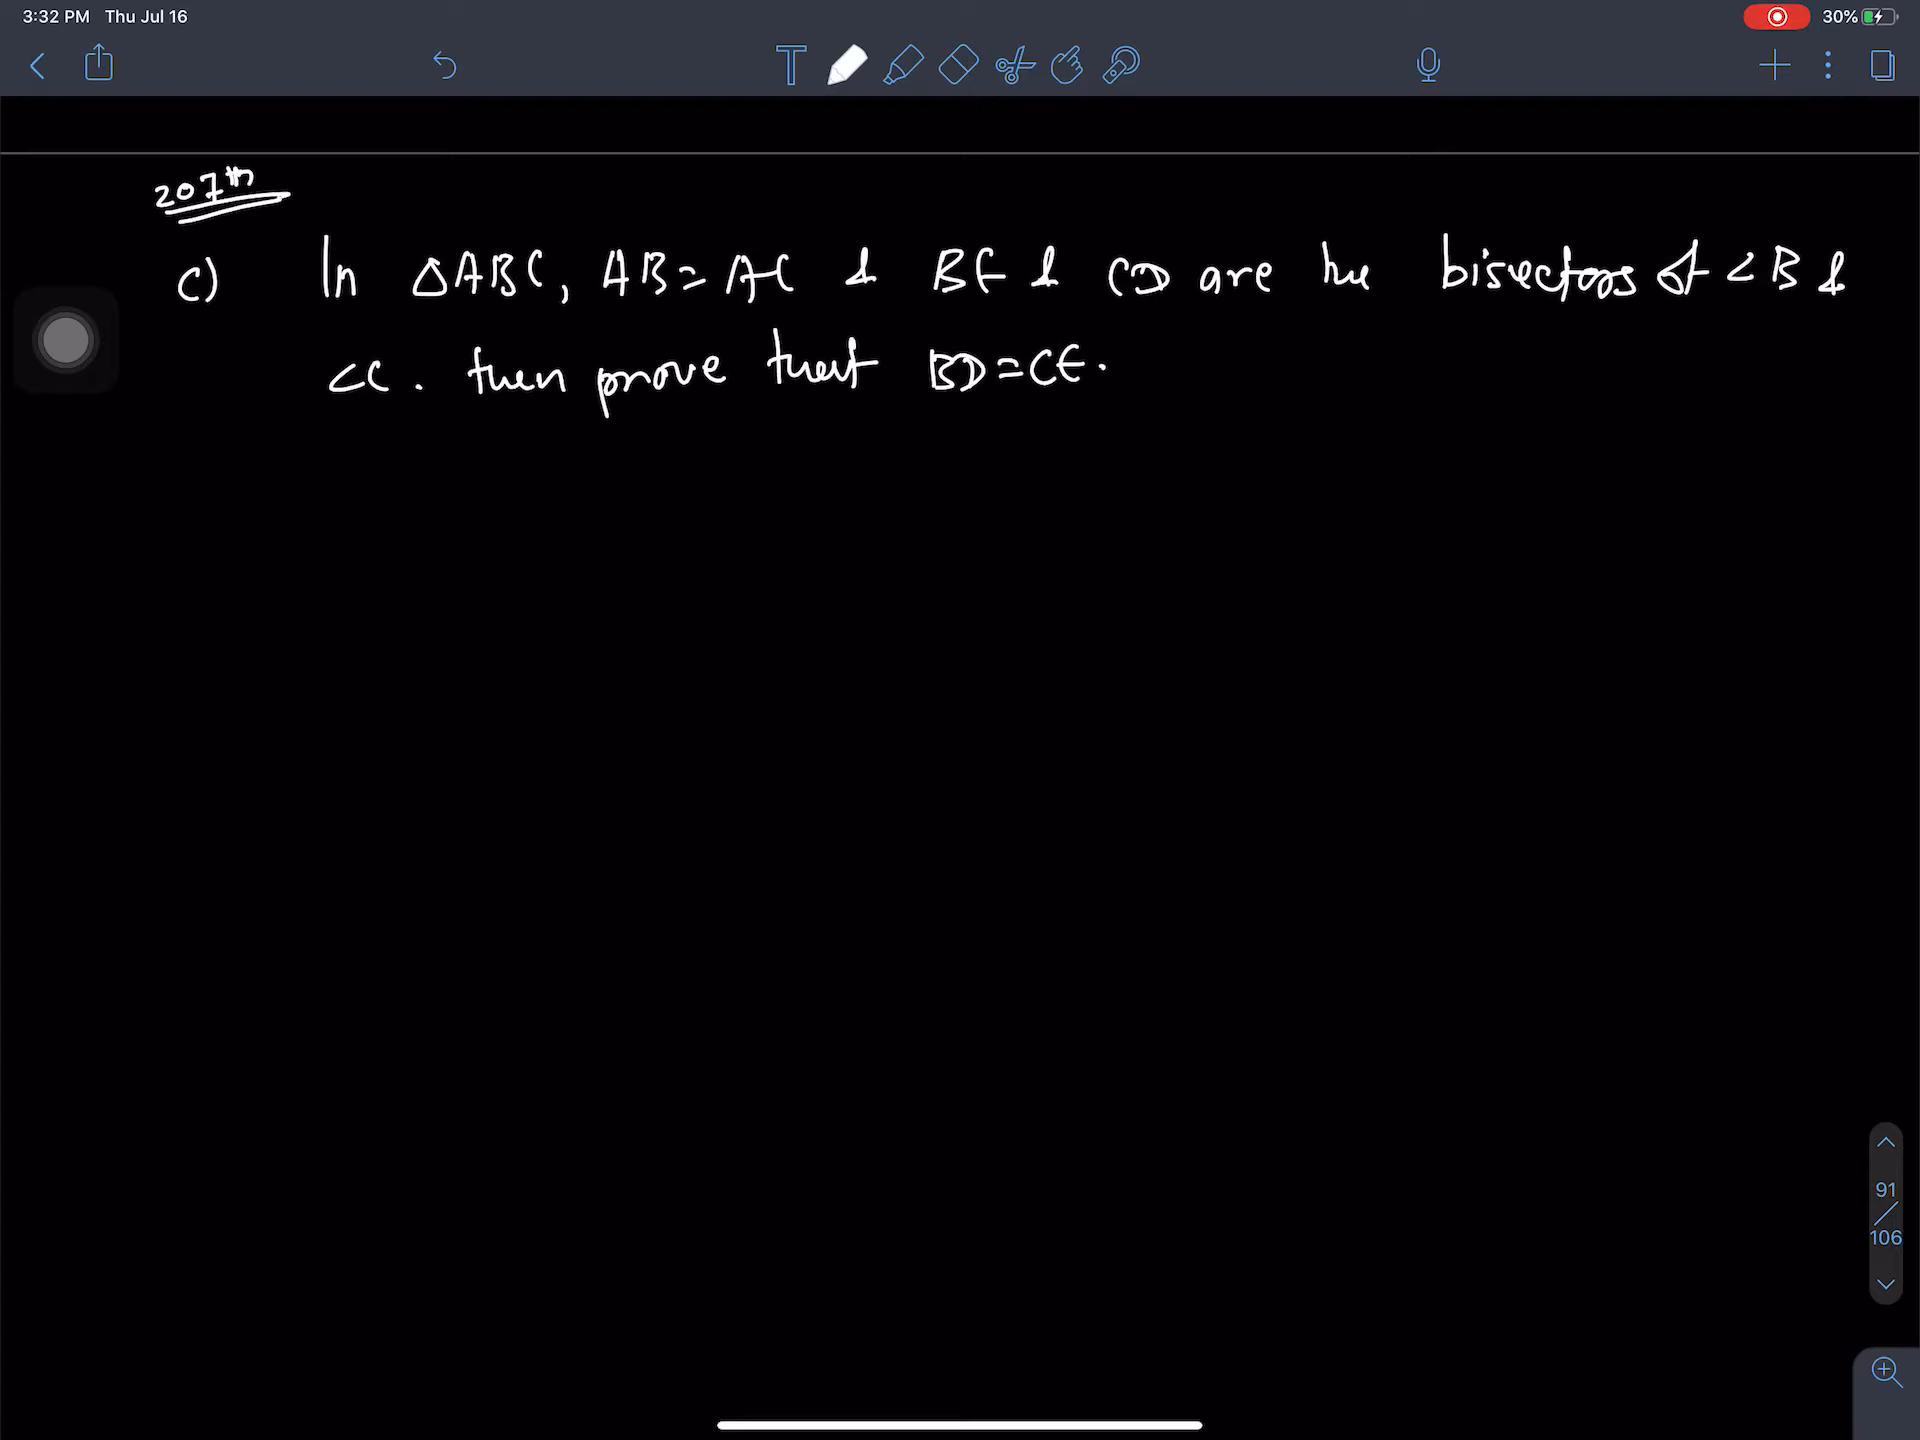 3:32 PM Thu Jul 16
30%
207th
c) In △ABC, AB = AC & BE & CD are the bisectors of ∠B &
∠C. then prove that BD = CE.
91
106